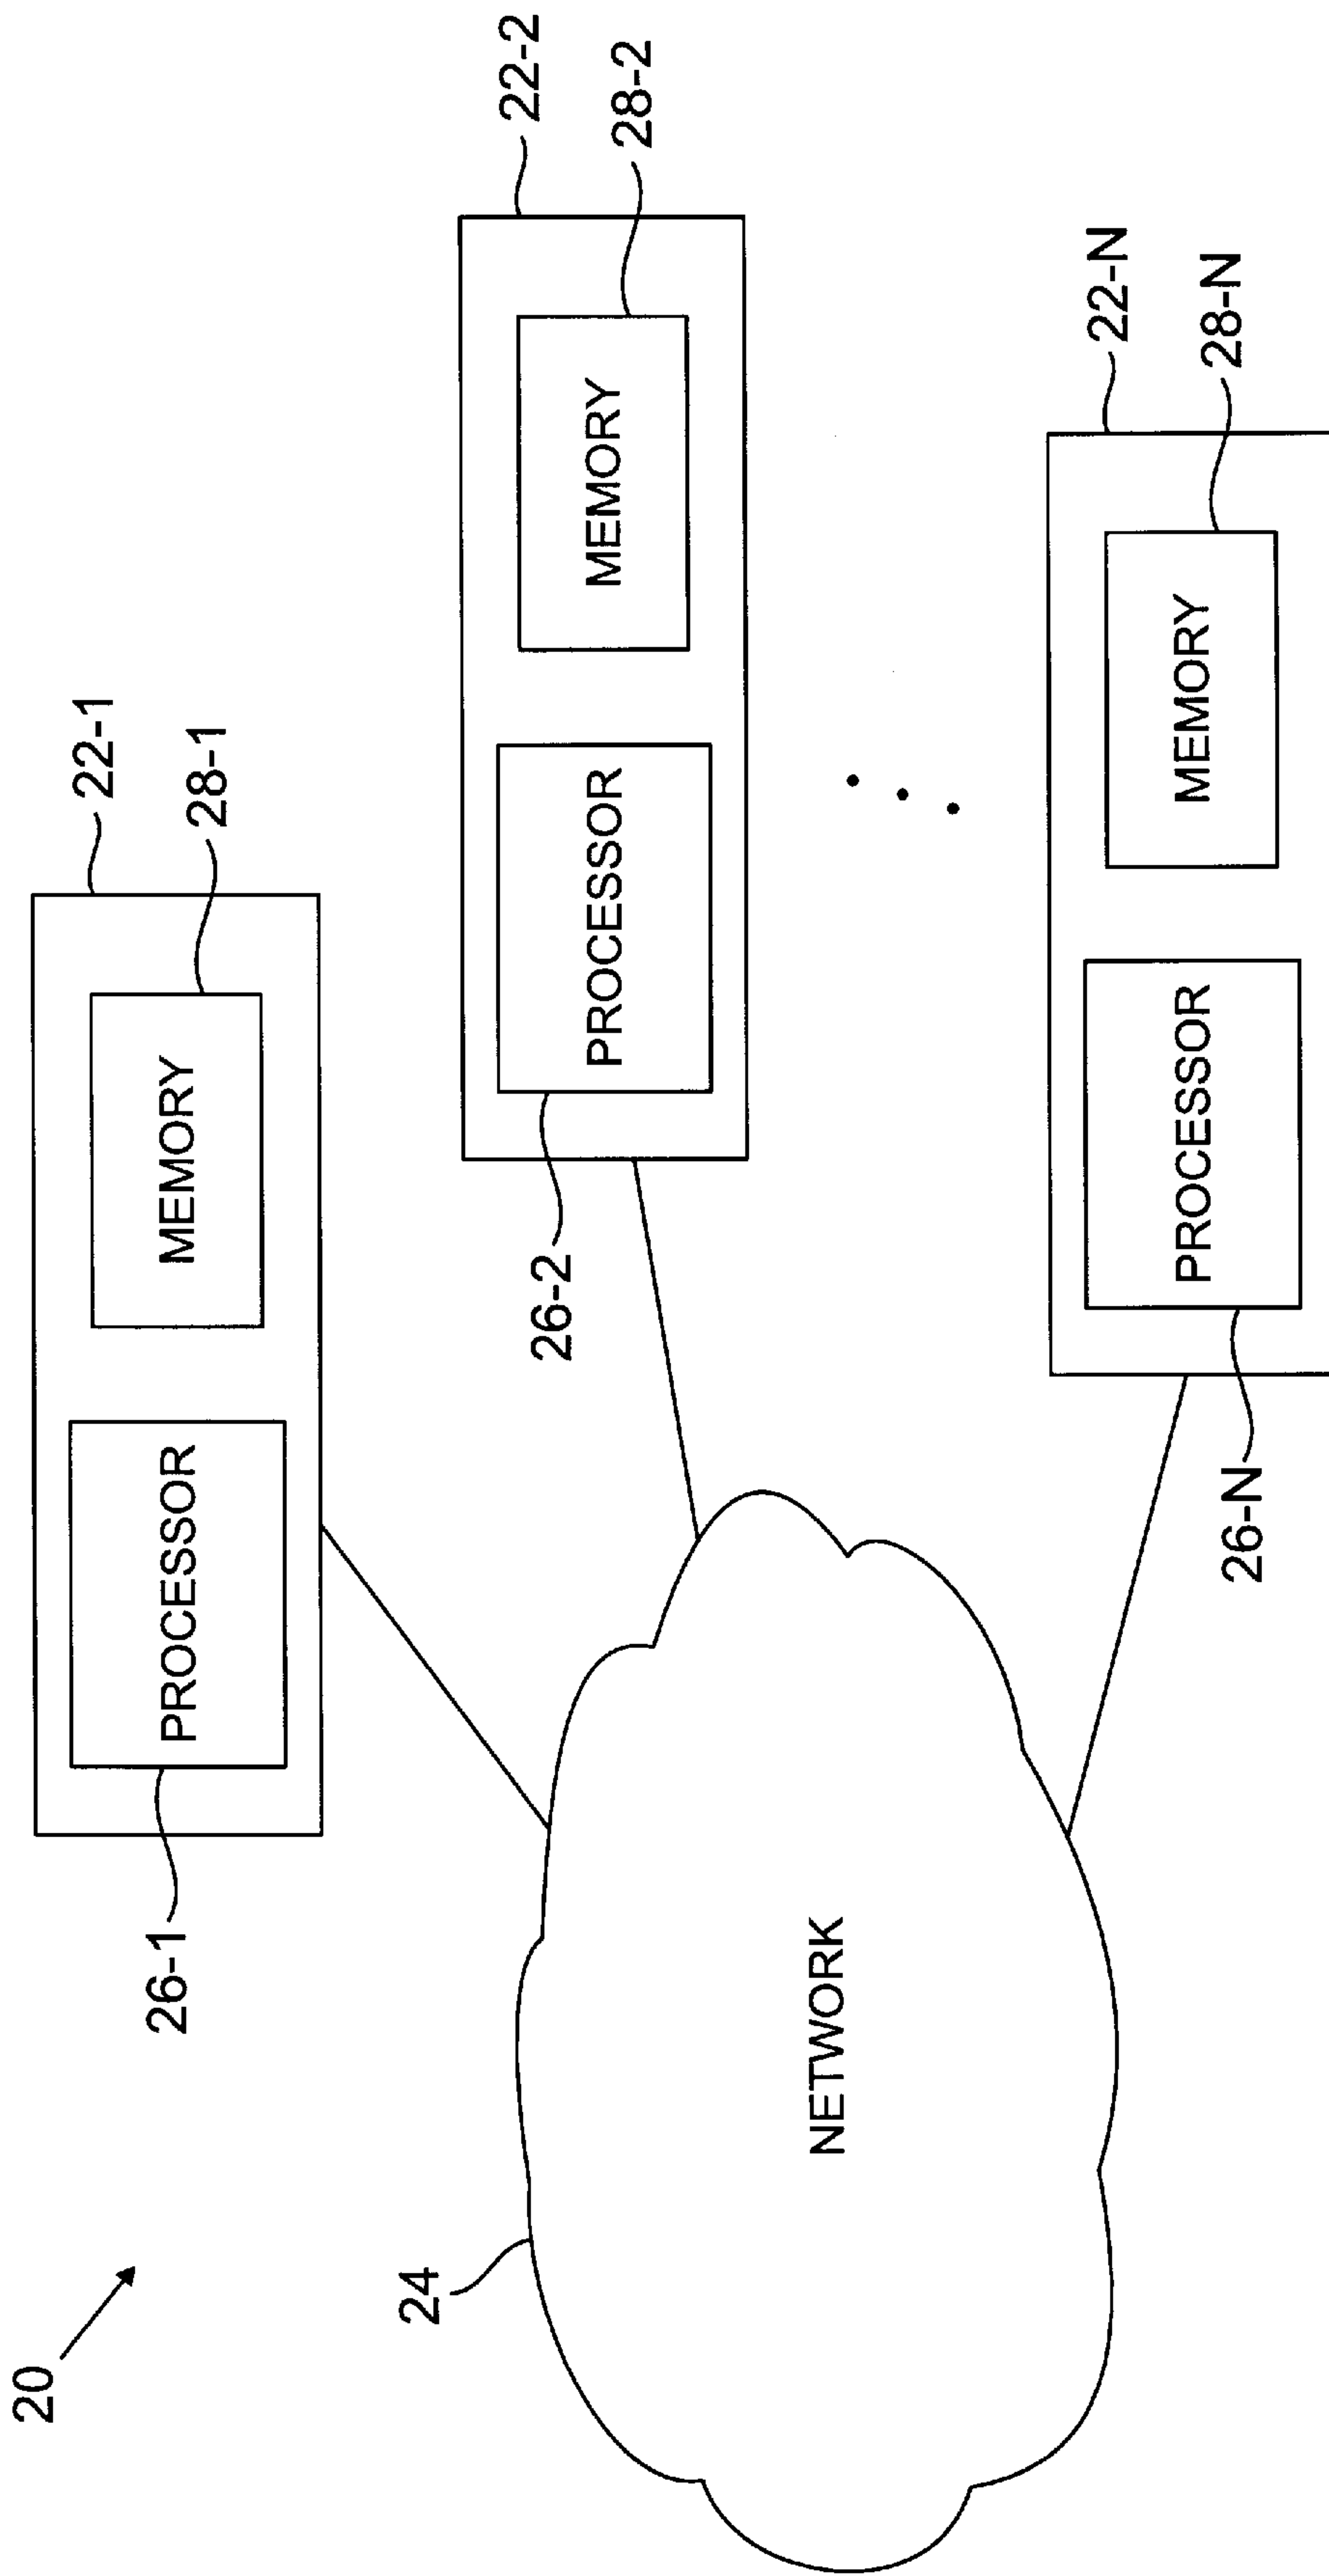 20
22-1
28-1
MEMORY
PROCESSOR
26-1
22-2
28-2
MEMORY
PROCESSOR
26-2
24
NETWORK
22-N
28-N
MEMORY
PROCESSOR
26-N